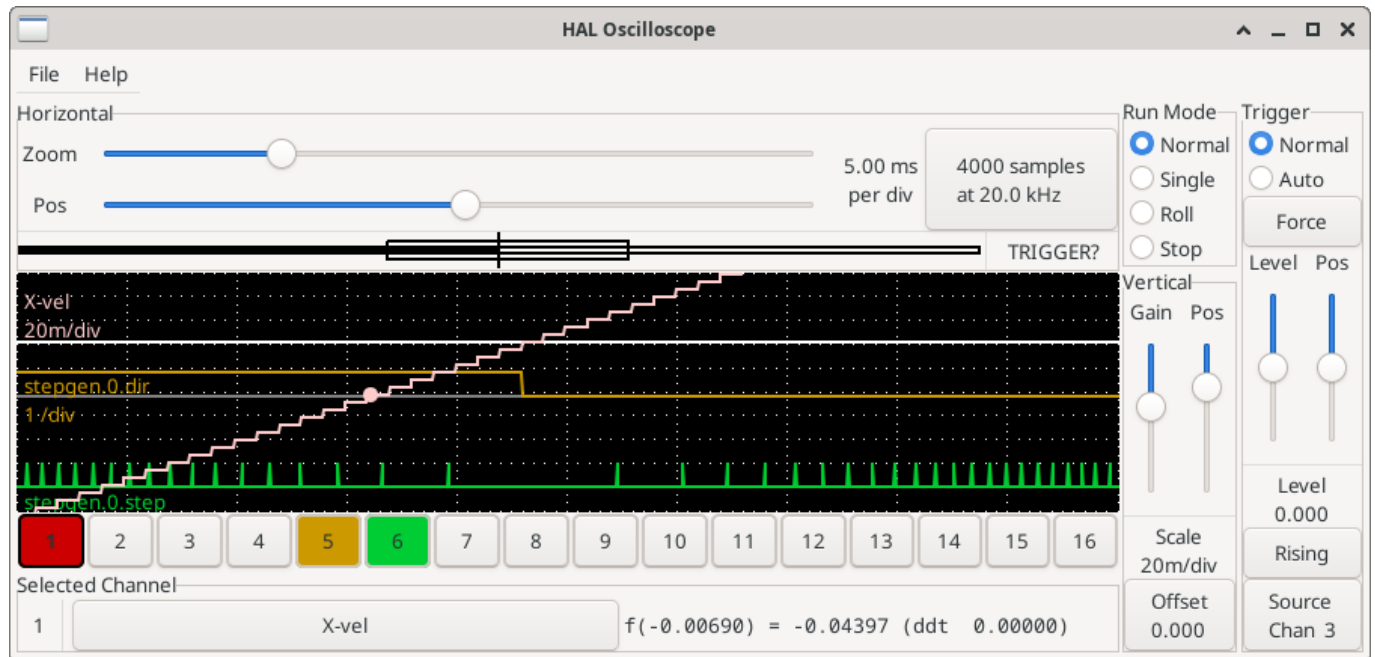 HAL Oscilloscope
File Help
Horizontal
Zoom
Pos
5.00 ms
per div
4000 samples
at 20.0 kHz
TRIGGER?
Run Mode
Normal
Single
Roll
Stop
Trigger
Normal
Auto
Force
Level Pos
Level
0.000
Rising
Source
Chan 3
Vertical
Gain Pos
Scale
20m/div
Offset
0.000
X-vel
20m/div
stepgen.0.dir
1 /div
stepgen.0.step
1 2 3 4 5 6 7 8 9 10 11 12 13 14 15 16
Selected Channel
1 X-vel f(-0.00690) = -0.04397 (ddt 0.00000)